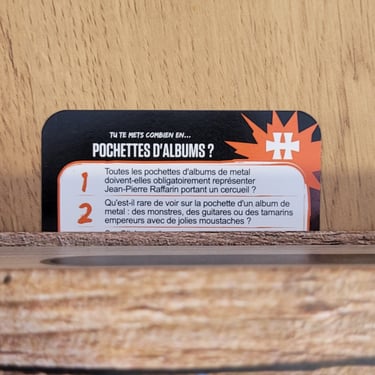 TU TE METS COMBIEN EN...
POCHETTES D'ALBUMS ?
1 Toutes les pochettes d'albums de metal
doivent-elles obligatoirement représenter
Jean-Pierre Raffarin portant un cercueil ?
2 Qu'est-il rare de voir sur la pochette d'un album de
metal : des monstres, des guitares ou des tamarins
empereurs avec de jolies moustaches ?